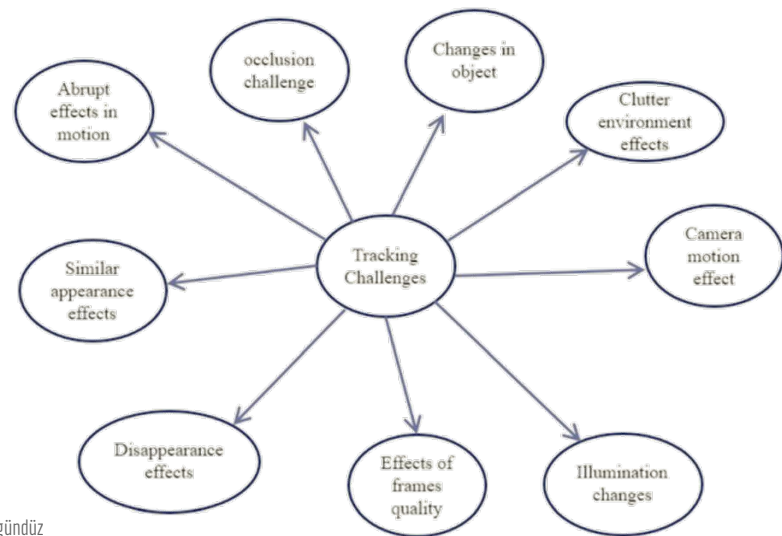 occlusion
challenge
Changes in
object
Abrupt
effects in
motion
Clutter
environment
effects
Tracking
Challenges
Camera
motion
effect
Similar
appearance
effects
Disappearance
effects
Effects of
frames
quality
Illumination
changes
gündüz